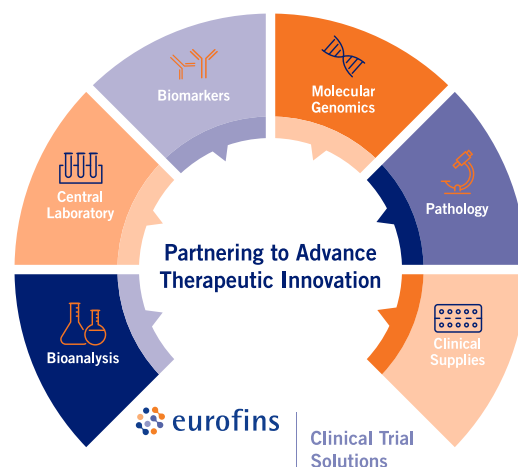 Biomarkers
Molecular
Genomics
Central
Laboratory
Pathology
Partnering to Advance
Therapeutic Innovation
Bioanalysis
Clinical
Supplies
eurofins
Clinical Trial
Solutions